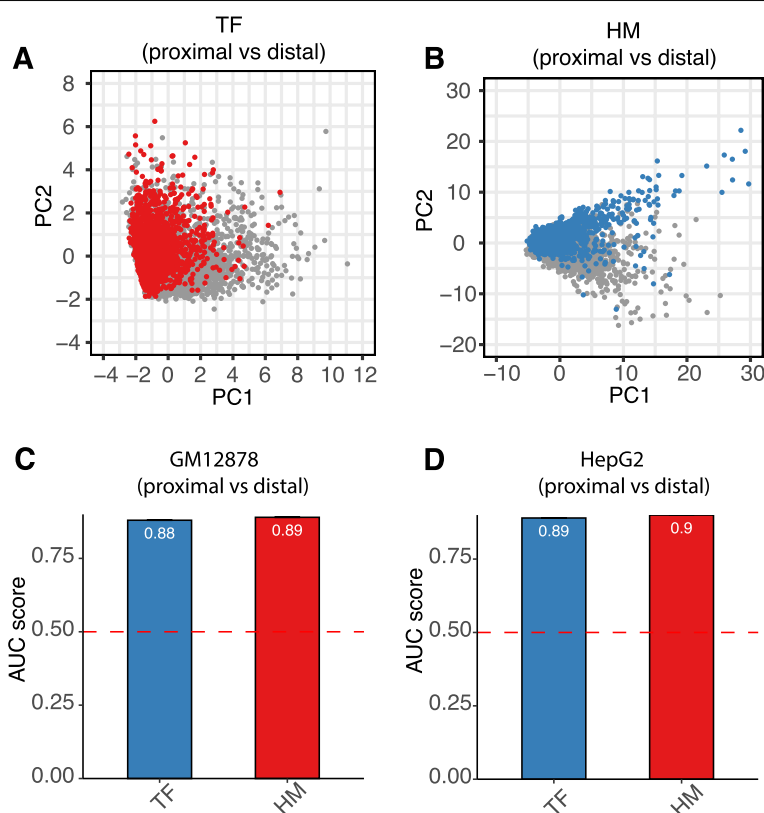 TF
(proximal vs distal)
A
8
6
4
2
0
−2
−4
PC2
−4 −2 0 2 4 6 8 10 12
PC1
HM
(proximal vs distal)
B
30
20
10
0
−10
−20
PC2
−10 0 10 20 30
PC1
C
GM12878
(proximal vs distal)
0.88
0.89
0.75
0.50
0.25
0.00
AUC score
TF HM
D
HepG2
(proximal vs distal)
0.89
0.9
0.75
0.50
0.25
0.00
AUC score
TF HM